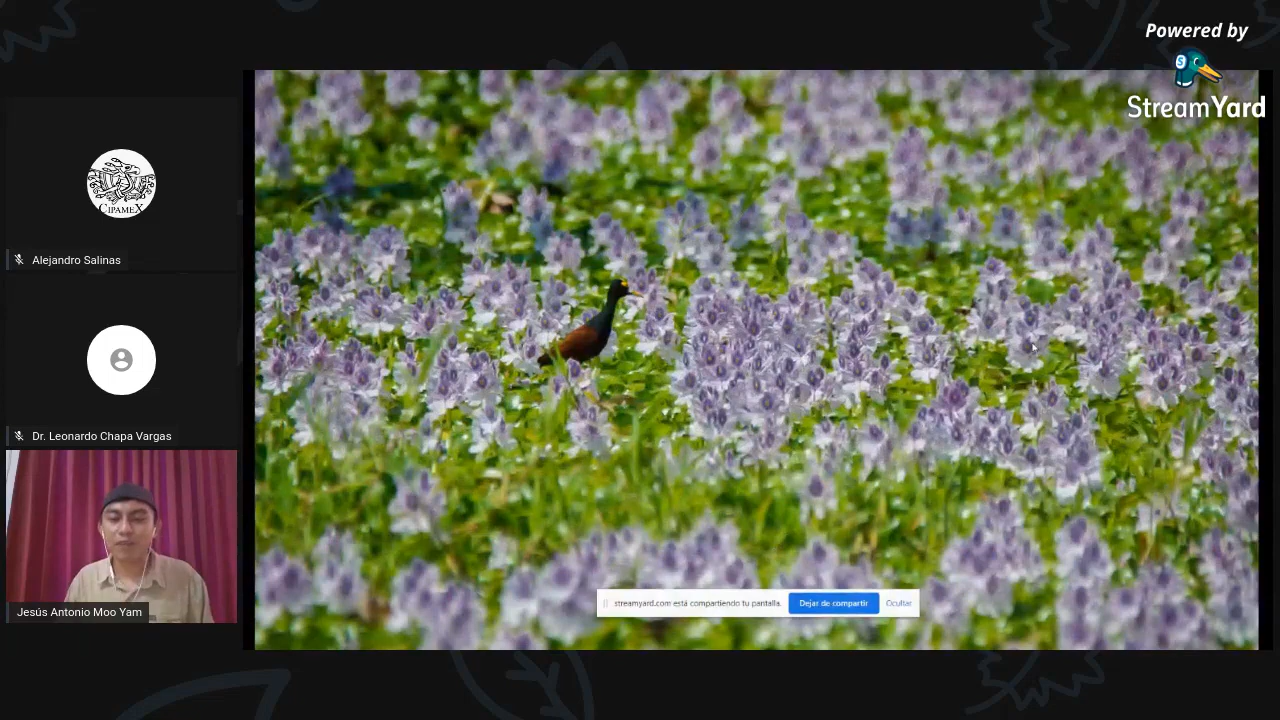 Powered by
StreamYard
CIPAMEX
Alejandro Salinas
Dr. Leonardo Chapa Vargas
Jesús Antonio Moo Yam
streamyard.com está compartiendo tu pantalla.
Dejar de compartir
Ocultar